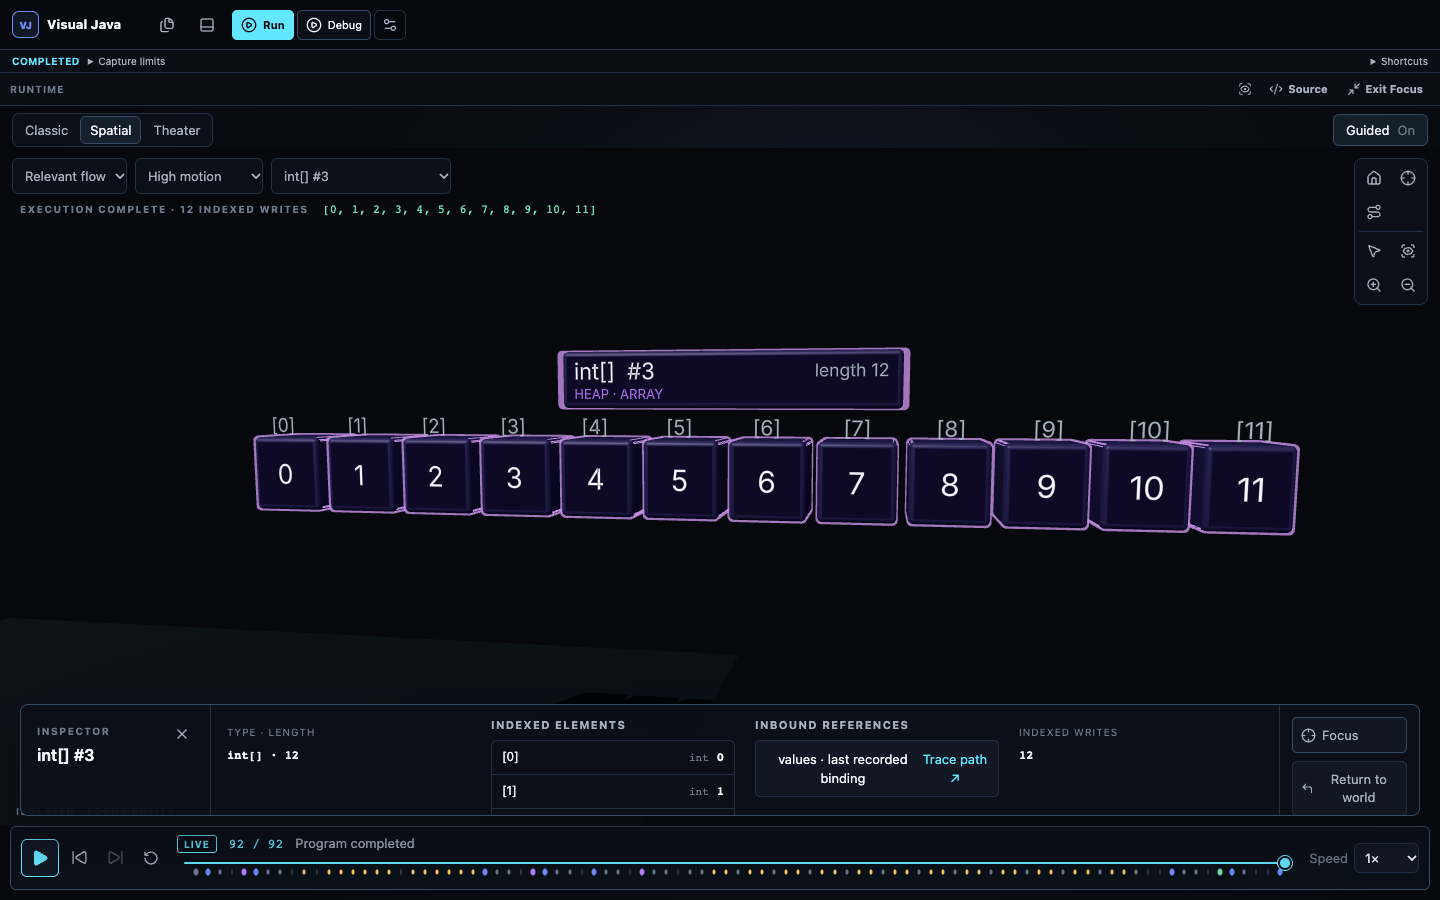 VJ Visual Java Run Debug
COMPLETED Capture limits Shortcuts
RUNTIME Source Exit Focus
Classic Spatial Theater Guided On
Relevant flow High motion int[] #3
EXECUTION COMPLETE · 12 INDEXED WRITES [0, 1, 2, 3, 4, 5, 6, 7, 8, 9, 10, 11]
int[] #3 length 12
HEAP · ARRAY
[0] [1] [2] [3] [4] [5] [6] [7] [8] [9] [10] [11]
0 1 2 3 4 5 6 7 8 9 10 11
INSPECTOR
int[] #3
TYPE · LENGTH
int[] · 12
INDEXED ELEMENTS
[0] int 0
[1] int 1
INBOUND REFERENCES
values · last recorded binding
Trace path ↗
INDEXED WRITES
12
Focus
Return to world
LIVE 92 / 92 Program completed
Speed 1×